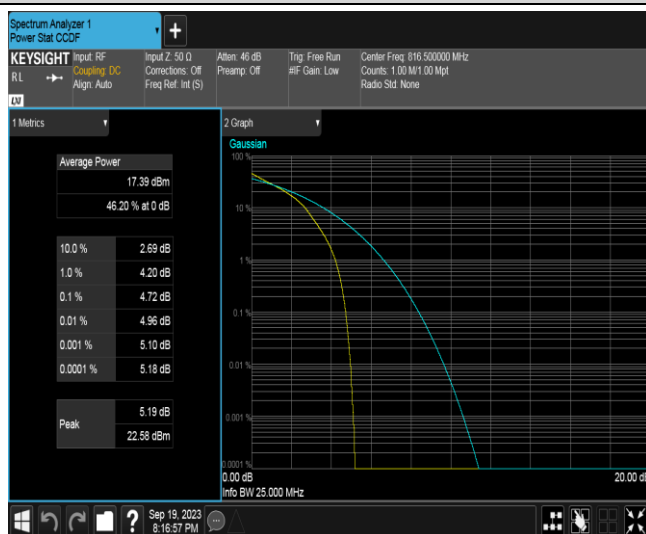 Spectrum Analyzer 1
Power Stat CCDF
+
KEYSIGHT
RL
LXI
Input: RF
Coupling: DC
Align: Auto
Input Z: 50 Ω
Corrections: Off
Freq Ref: Int (S)
Atten: 46 dB
Preamp: Off
Trig: Free Run
#IF Gain: Low
Center Freq: 816.500000 MHz
Counts: 1.00 M/1.00 Mpt
Radio Std: None
1 Metrics
Average Power
17.39 dBm
46.20 % at 0 dB
10.0 % 2.69 dB
1.0 % 4.20 dB
0.1 % 4.72 dB
0.01 % 4.96 dB
0.001 % 5.10 dB
0.0001 % 5.18 dB
Peak
5.19 dB
22.58 dBm
2 Graph
Gaussian
100 %
10 %
1 %
0.1 %
0.01 %
0.001 %
0.0001 %
0.00 dB
20.00 dB
Info BW 25.000 MHz
?
Sep 19, 2023
8:16:57 PM